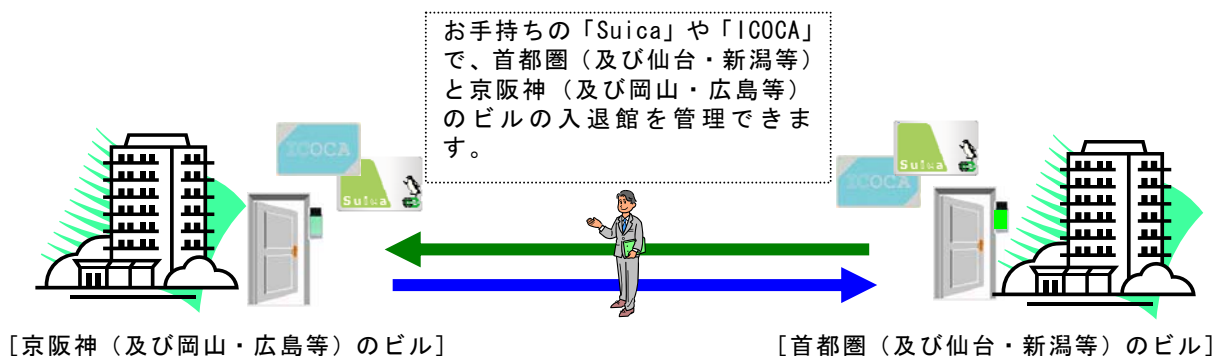 お手持ちの「Suica」や「ICOCA」
で、首都圏（及び仙台・新潟等）
と京阪神（及び岡山・広島等）
のビルの入退館を管理できま
す。
ICOCA
Suica
Suica
ICOCA
[京阪神（及び岡山・広島等）のビル]
[首都圏（及び仙台・新潟等）のビル]